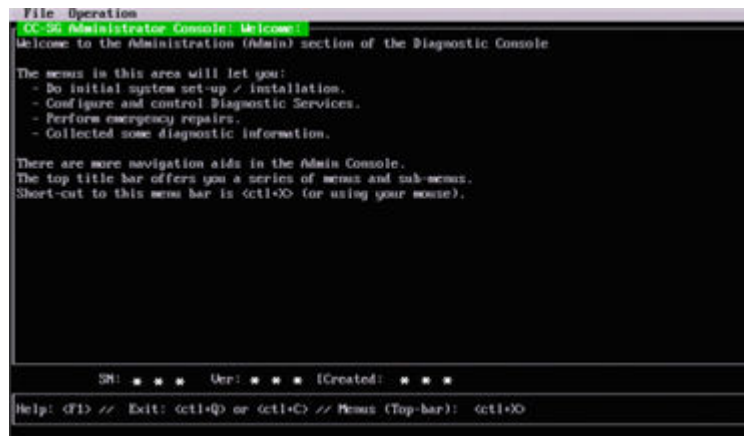 File Operation
CC-SG Administrator Console: Welcome:
Welcome to the Administration (Admin) section of the Diagnostic Console
The menus in this area will let you:
- Do initial system set-up / installation.
- Configure and control Diagnostic Services.
- Perform emergency repairs.
- Collected some diagnostic information.
There are more navigation aids in the Admin Console.
The top title bar offers you a series of menus and sub-menus.
Short-cut to this menu bar is <ctl+X> (or using your mouse).
SN: * * * Ver: * * * [Created: * * *
Help: <F1> // Exit: <ctl+Q> or <ctl+C> // Menus (Top-bar): <ctl+X>